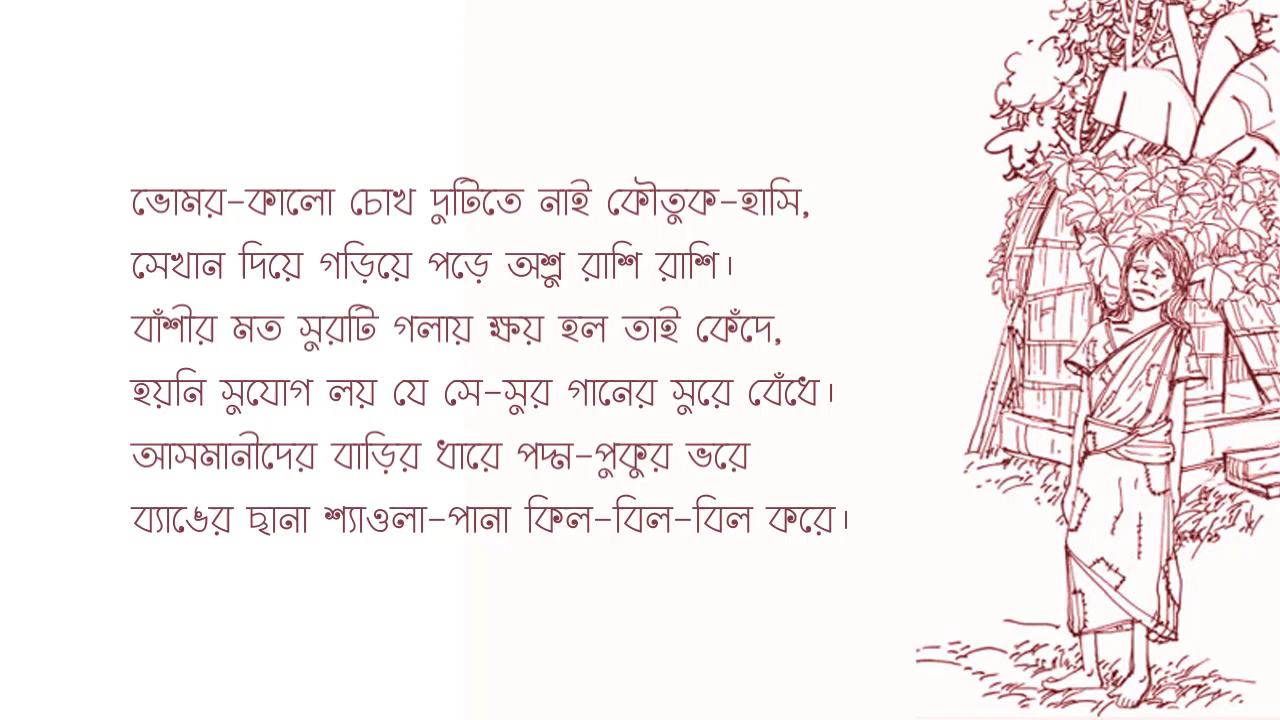 ভোমর-কালো চোখ দুটিতে নাই কৌতুক-হাসি,
সেখান দিয়ে গড়িয়ে পড়ে অশ্রু রাশি রাশি।
বাঁশীর মত সুরটি গলায় ক্ষয় হল তাই কেঁদে,
হয়নি সুযোগ লয় যে সে-সুর গানের সুরে বেঁধে।
আসমানীদের বাড়ির ধারে পদ্ম-পুকুর ভরে
ব্যাঙের ছানা শ্যাওলা-পানা কিল-বিল-বিল করে।